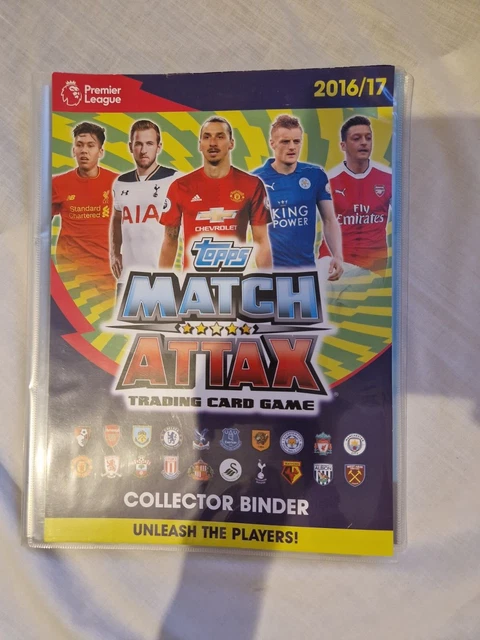 Premier
League
2016/17
Standard
Chartered
AIA
CHEVROLET
KING
POWER
Fly
Emirates
Topps
MATCH
ATTAX
TRADING CARD GAME
COLLECTOR BINDER
UNLEASH THE PLAYERS!